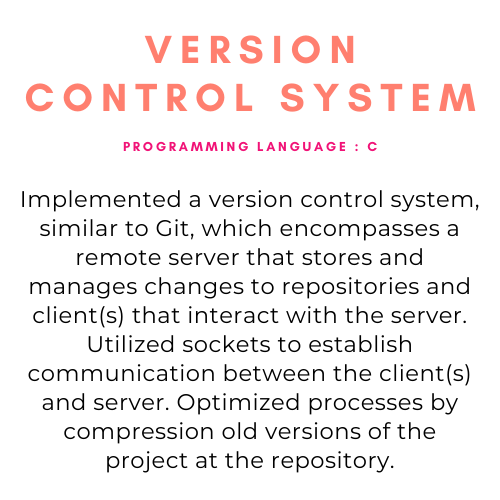 VERSION
CONTROL SYSTEM
PROGRAMMING LANGUAGE : C
Implemented a version control system,
similar to Git, which encompasses a
remote server that stores and
manages changes to repositories and
client(s) that interact with the server.
Utilized sockets to establish
communication between the client(s)
and server. Optimized processes by
compression old versions of the
project at the repository.